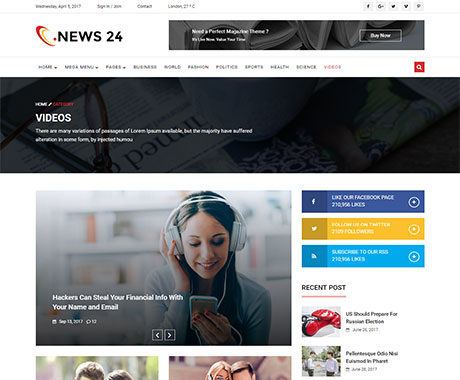 Wednesday, April 5, 2017
Sign In / Join
Contact
London, 27 º C
NEWS 24
Need a Perfect Magazine Theme ?
It's Live Now. Value Your Time
Buy Now
HOME
MEGA MENU
PAGES
BUSINESS
WORLD
FASHION
POLITICS
SPORTS
HEALTH
SCIENCE
VIDEOS
HOME
CATEGORY
VIDEOS
There are many variations of passages of Lorem Ipsum available, but the majority have suffered
alteration in some form, by injected humou
LIKE OUR FACEBOOK PAGE
210,956 LIKES
FOLLOW US ON TWITTER
2109 FOLLOWERS
SUBSCRIBE TO OUR RSS
210,956 LIKES
Hackers Can Steal Your Financial Info With
Your Name and Email
Sep 13, 2017
12
RECENT POST
US Should Prepare For
Russian Election
June 28, 2017
Pellentesque Odio Nisi
Euismod In Pharet
June 28, 2017